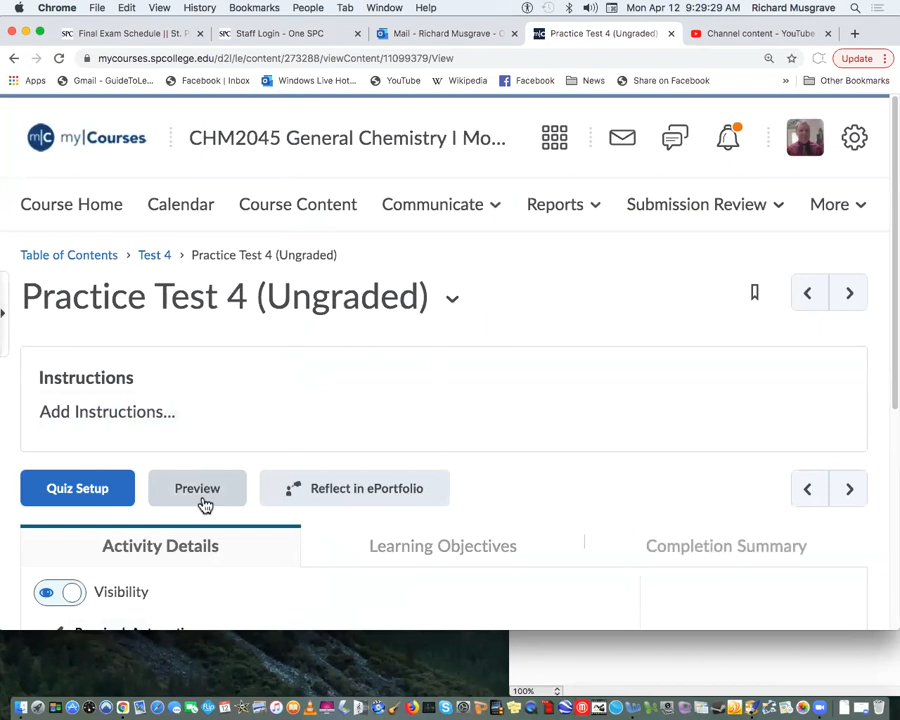 Chrome File Edit View History Bookmarks People Tab Window Help Mon Apr 12 9:29:29 AM Richard Musgrave
Final Exam Schedule || St. P Staff Login - One SPC Mail - Richard Musgrave - O Practice Test 4 (Ungraded) Channel content - YouTube
mycourses.spcollege.edu/d2l/le/content/273288/viewContent/11099379/View Update
Apps Gmail - GuideToLe... Facebook | Inbox Windows Live Hot... YouTube Wikipedia Facebook News Share on Facebook » Other Bookmarks
m|c my|Courses CHM2045 General Chemistry I Mo...
Course Home Calendar Course Content Communicate Reports Submission Review More
Table of Contents › Test 4 › Practice Test 4 (Ungraded)
Practice Test 4 (Ungraded)
Instructions
Add Instructions...
Quiz Setup Preview Reflect in ePortfolio
Activity Details Learning Objectives Completion Summary
Visibility
100%